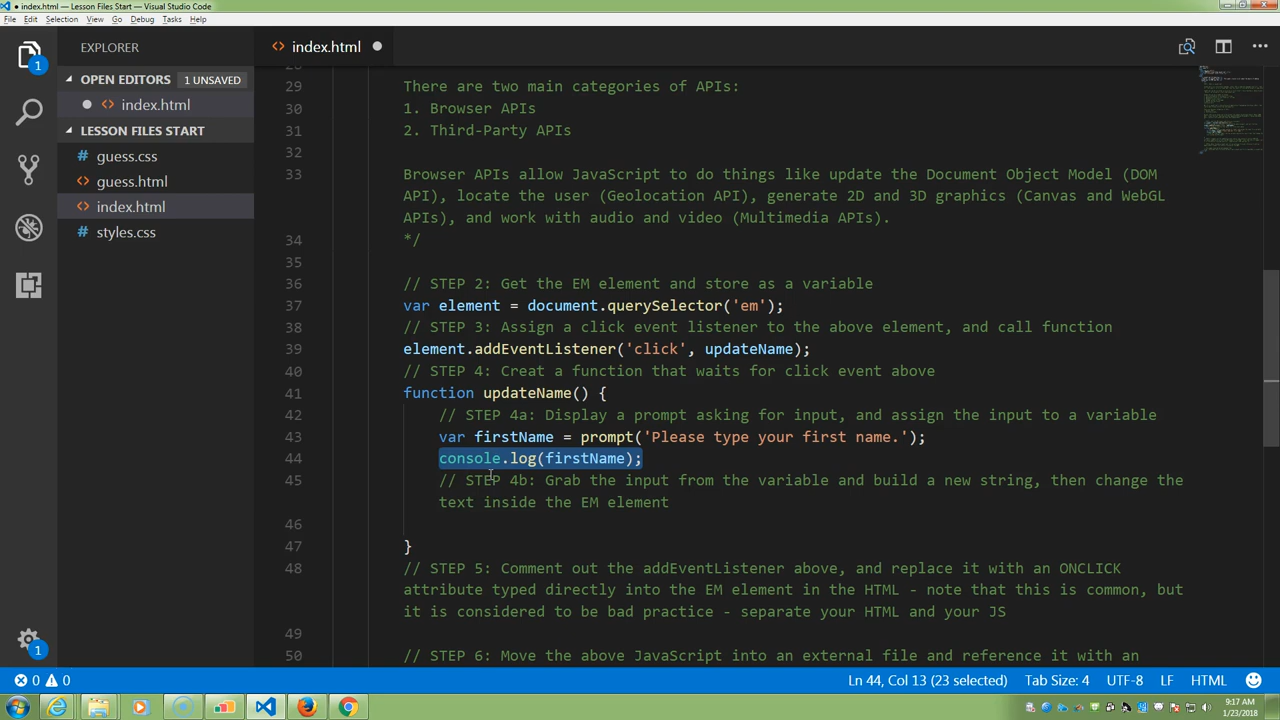 ● index.html — Lesson Files Start — Visual Studio Code
File Edit Selection View Go Debug Tasks Help
EXPLORER
OPEN EDITORS 1 UNSAVED
index.html
LESSON FILES START
guess.css
guess.html
index.html
styles.css
1
1
index.html
28
29 There are two main categories of APIs:
30 1. Browser APIs
31 2. Third-Party APIs
32
33 Browser APIs allow JavaScript to do things like update the Document Object Model (DOM
API), locate the user (Geolocation API), generate 2D and 3D graphics (Canvas and WebGL
APIs), and work with audio and video (Multimedia APIs).
34 */
35
36 // STEP 2: Get the EM element and store as a variable
37 var element = document.querySelector('em');
38 // STEP 3: Assign a click event listener to the above element, and call function
39 element.addEventListener('click', updateName);
40 // STEP 4: Creat a function that waits for click event above
41 function updateName() {
42 // STEP 4a: Display a prompt asking for input, and assign the input to a variable
43 var firstName = prompt('Please type your first name.');
44 console.log(firstName);
45 // STEP 4b: Grab the input from the variable and build a new string, then change the
text inside the EM element
46
47 }
48 // STEP 5: Comment out the addEventListener above, and replace it with an ONCLICK
attribute typed directly into the EM element in the HTML - note that this is common, but
it is considered to be bad practice - separate your HTML and your JS
49
50 // STEP 6: Move the above JavaScript into an external file and reference it with an
0 0 Ln 44, Col 13 (23 selected) Tab Size: 4 UTF-8 LF HTML
9:17 AM
1/23/2018